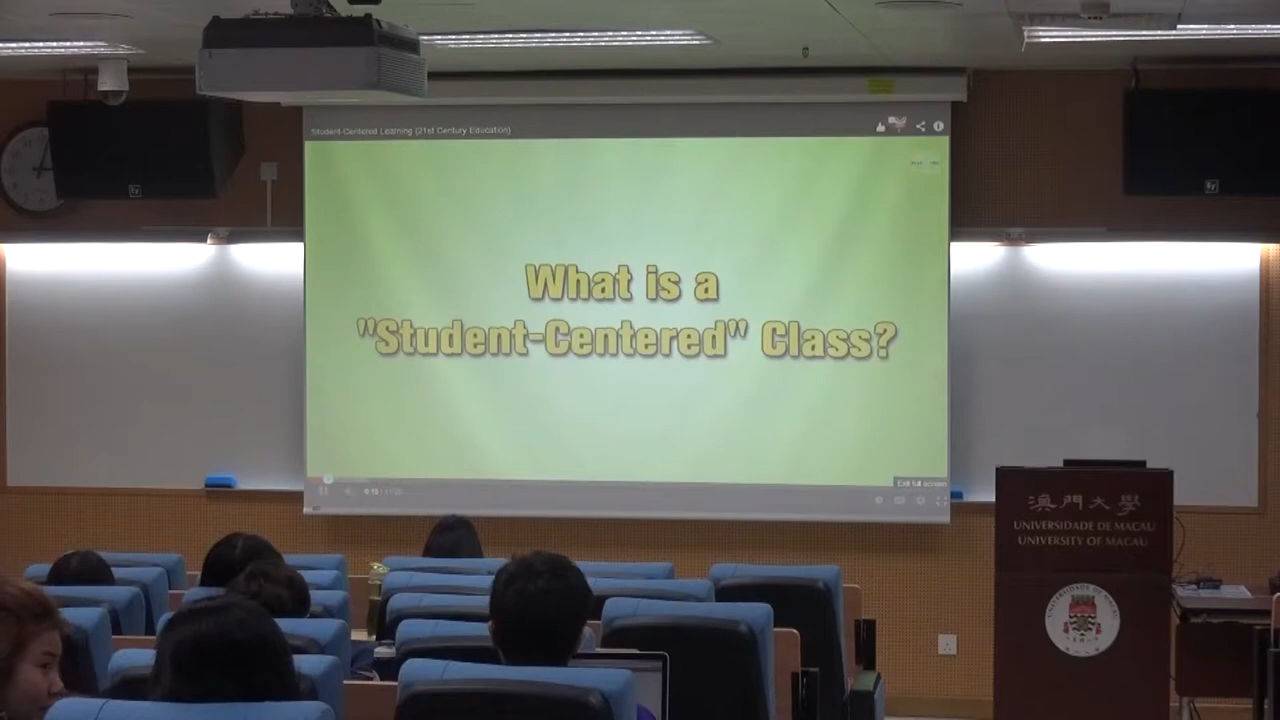 Student-Centered Learning (21st Century Education)
What is a
"Student-Centered" Class?
Exit full screen
澳門大學
UNIVERSIDADE DE MACAU
UNIVERSITY OF MACAU